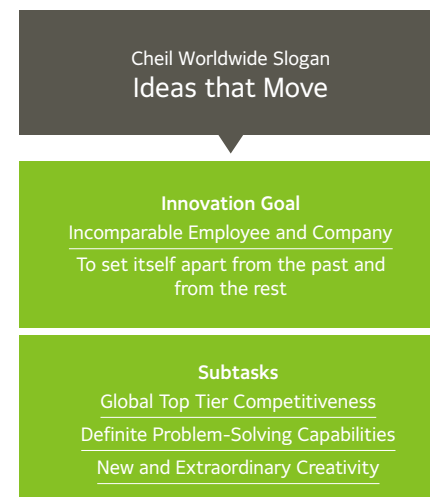 Cheil Worldwide Slogan
Ideas that Move
Innovation Goal
Incomparable Employee and Company
To set itself apart from the past and
from the rest
Subtasks
Global Top Tier Competitiveness
Definite Problem-Solving Capabilities
New and Extraordinary Creativity